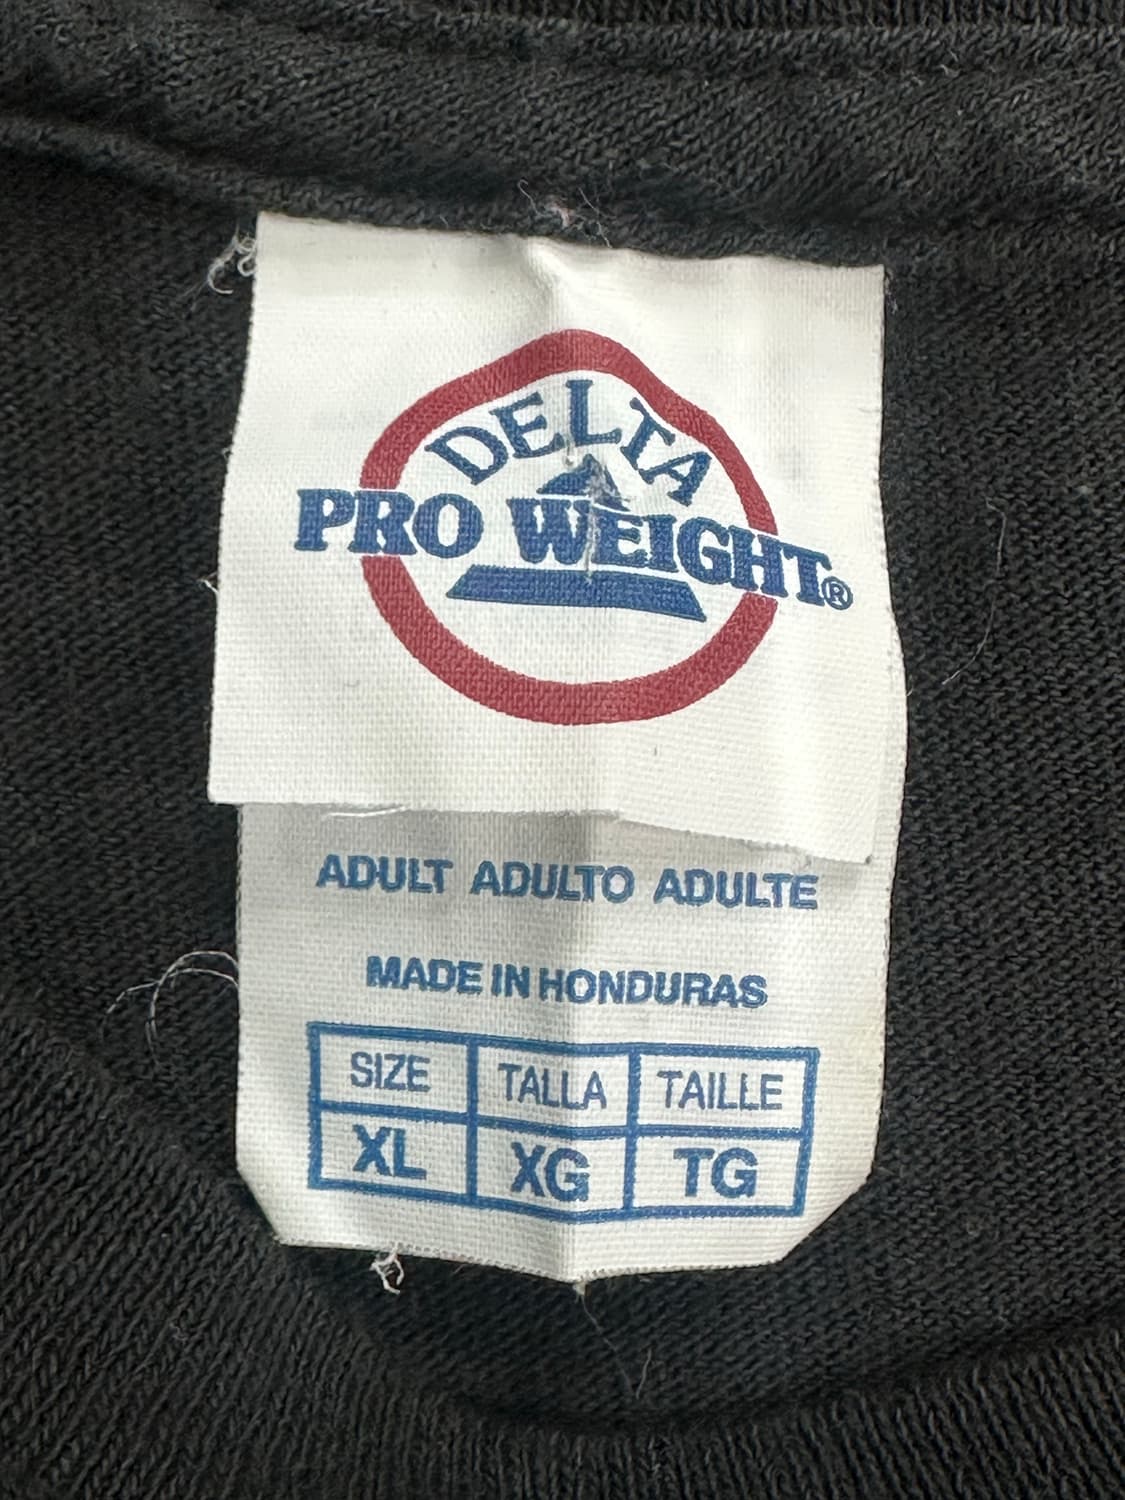 DELTA
PRO WEIGHT®
ADULT ADULTO ADULTE
MADE IN HONDURAS
SIZE TALLA TAILLE
XL XG TG